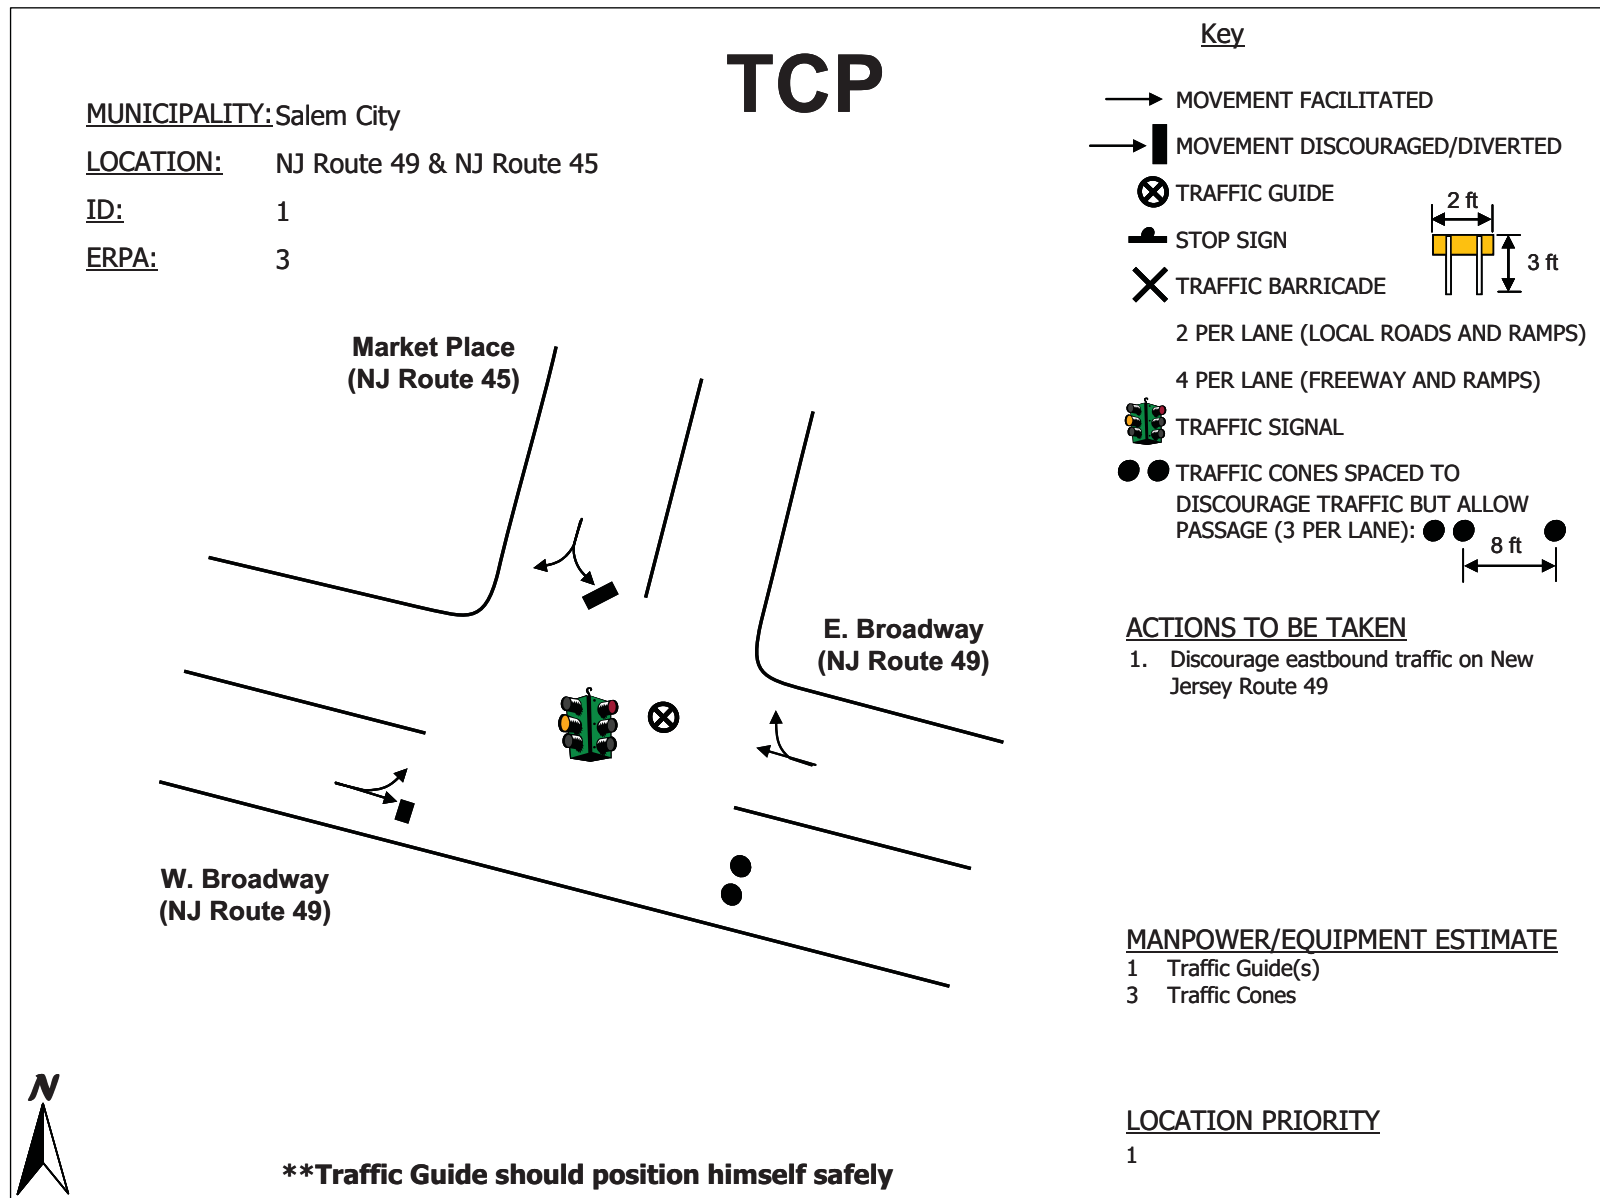 TCP
MUNICIPALITY: Salem City
LOCATION: NJ Route 49 & NJ Route 45
ID: 1
ERPA: 3
Market Place
(NJ Route 45)
E. Broadway
(NJ Route 49)
W. Broadway
(NJ Route 49)
N
**Traffic Guide should position himself safely
Key
MOVEMENT FACILITATED
MOVEMENT DISCOURAGED/DIVERTED
TRAFFIC GUIDE
STOP SIGN
TRAFFIC BARRICADE
2 ft
3 ft
2 PER LANE (LOCAL ROADS AND RAMPS)
4 PER LANE (FREEWAY AND RAMPS)
TRAFFIC SIGNAL
TRAFFIC CONES SPACED TO
DISCOURAGE TRAFFIC BUT ALLOW
PASSAGE (3 PER LANE):
8 ft
ACTIONS TO BE TAKEN
1. Discourage eastbound traffic on New
Jersey Route 49
MANPOWER/EQUIPMENT ESTIMATE
1 Traffic Guide(s)
3 Traffic Cones
LOCATION PRIORITY
1